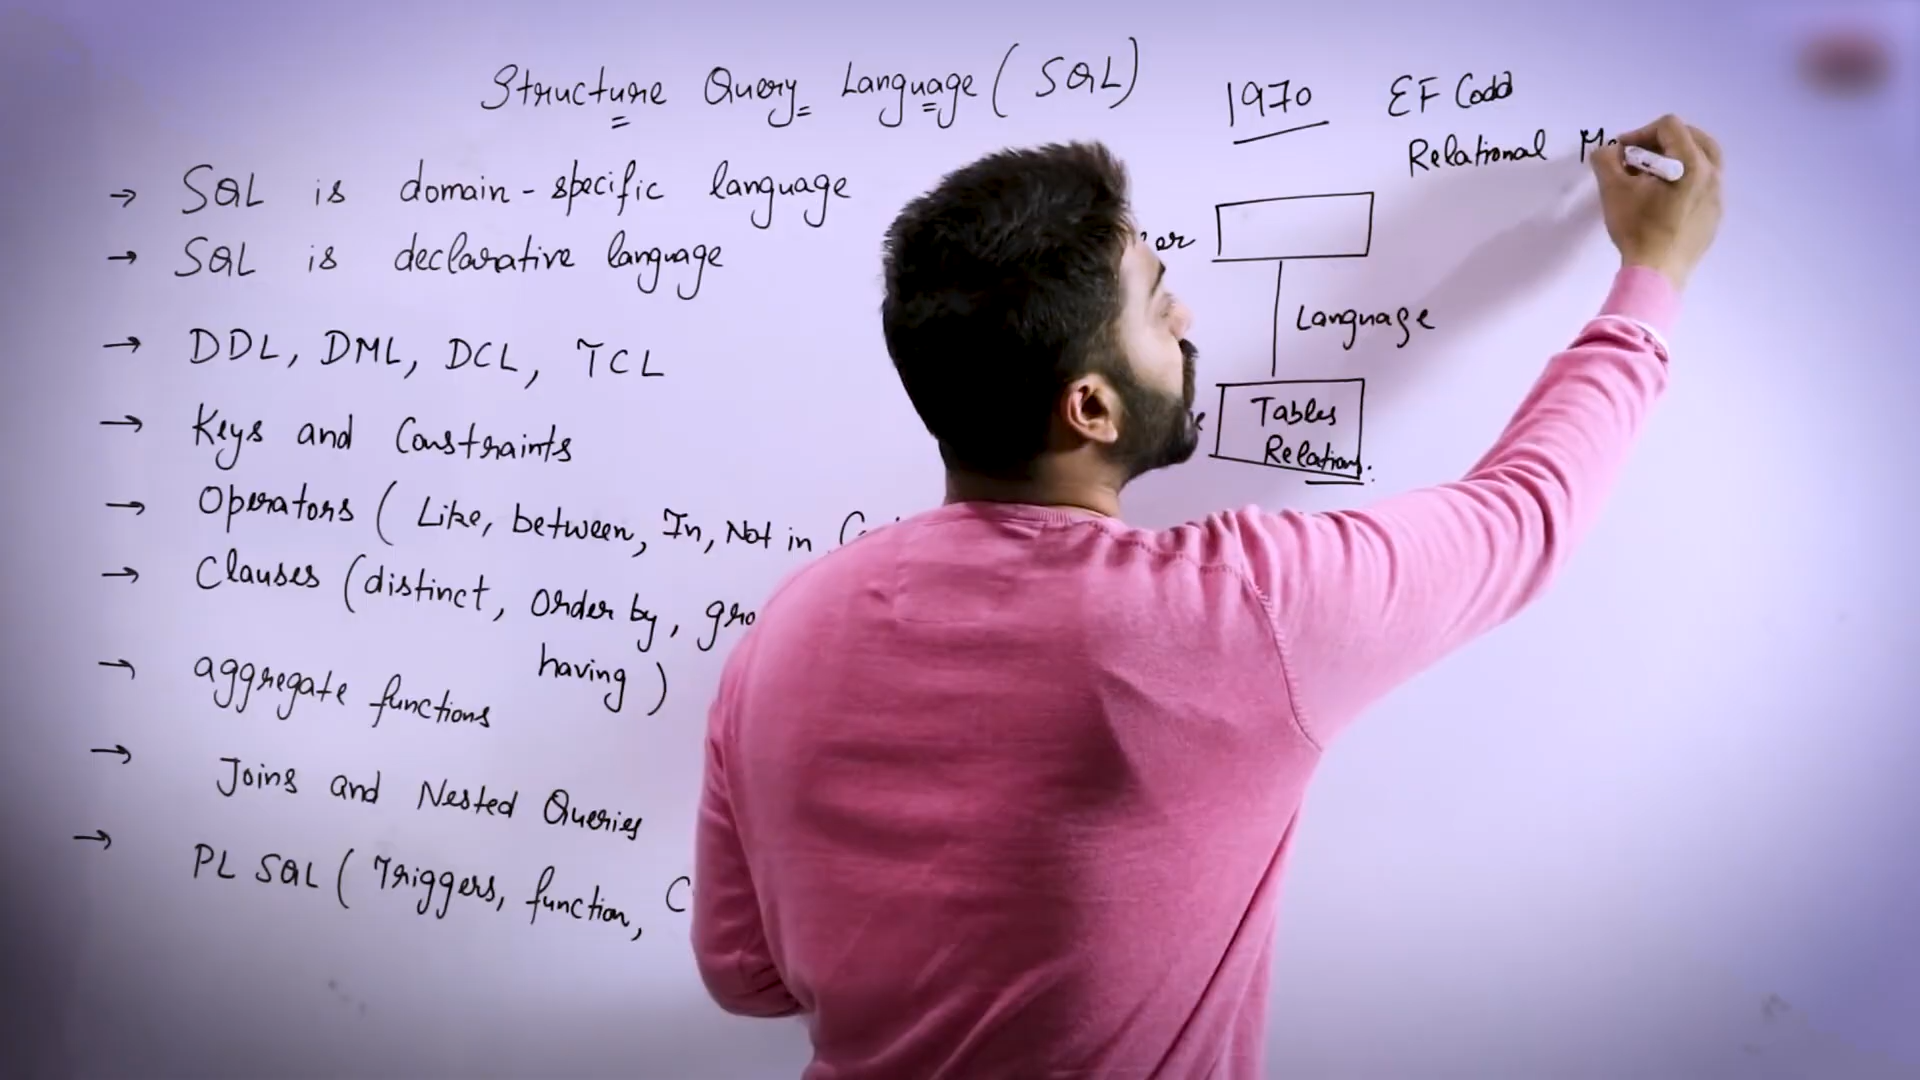 Structure Query Language (SQL)
1970 EF Codd
Relational
→ SQL is domain-specific language
→ SQL is declarative language
Language
→ DDL, DML, DCL, TCL
Tables
Relations.
→ Keys and Constraints
→ Operators (Like, between, In, Not in
→ Clauses (distinct, order by,
having)
→ aggregate functions
→ Joins and Nested Queries
→ PL SQL (Triggers, function,